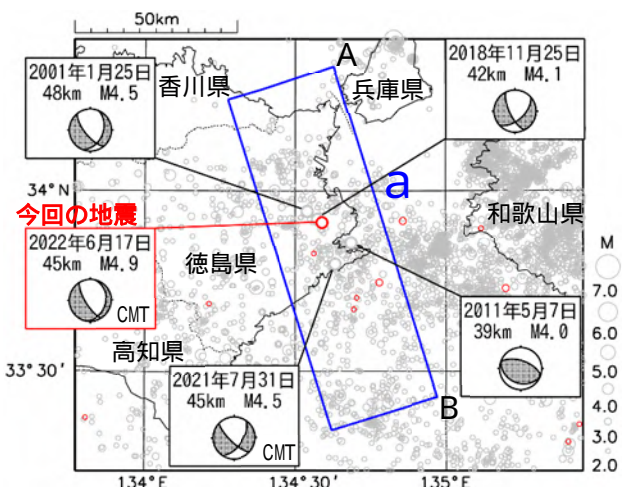 50km
A
2001年1月25日
48km M4.5
香川県
兵庫県
2018年11月25日
42km M4.1
34°N
a
今回の地震
2022年6月17日
45km M4.9
CMT
徳島県
和歌山県
M
7.0
6.0
5.0
4.0
3.0
2.0
高知県
2011年5月7日
39km M4.0
33°30'
2021年7月31日
45km M4.5
CMT
B
134°E
134°30'
135°E